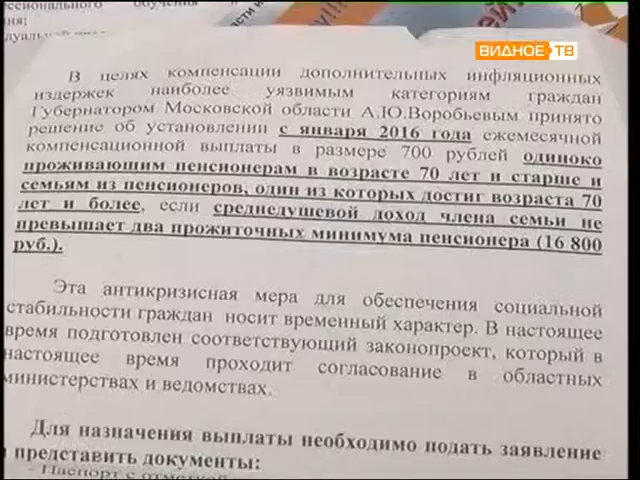 ссионального обучения и
ВИДНОЕ ТВ
В целях компенсации дополнительных инфляционных
издержек наиболее уязвимым категориям граждан
Губернатором Московской области А.Ю.Воробьевым принято
решение об установлении с января 2016 года ежемесячной
компенсационной выплаты в размере 700 рублей одиноко
проживающим пенсионерам в возрасте 70 лет и старше и
семьям из пенсионеров, один из которых достиг возраста 70
лет и более, если среднедушевой доход члена семьи не
превышает два прожиточных минимума пенсионера (16 800
руб.).
Эта антикризисная мера для обеспечения социальной
стабильности граждан носит временный характер. В настоящее
время подготовлен соответствующий законопроект, который в
настоящее время проходит согласование в областных
министерствах и ведомствах.
Для назначения выплаты необходимо подать заявление
и представить документы:
- Паспорт с отметкой